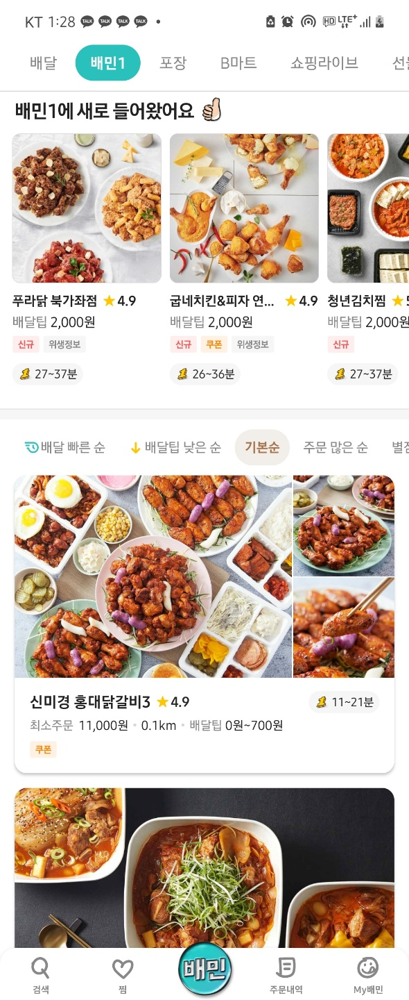 KT 1:28 TALK TALK TALK TALK HD LTE+
배달 배민1 포장 B마트 쇼핑라이브
배민1에 새로 들어왔어요
푸라닭 북가좌점 4.9
배달팁 2,000원
신규 위생정보
27~37분
굽네치킨&피자 연... 4.9
배달팁 2,000원
신규 쿠폰 위생정보
26~36분
청년김치찜
배달팁 2,000원
신규
27~37분
배달 빠른 순 배달팁 낮은 순 기본순 주문 많은 순
신미경 홍대닭갈비3 4.9 11~21분
최소주문 11,000원 • 0.1km • 배달팁 0원~700원
쿠폰
검색 찜 배민 주문내역 My배민